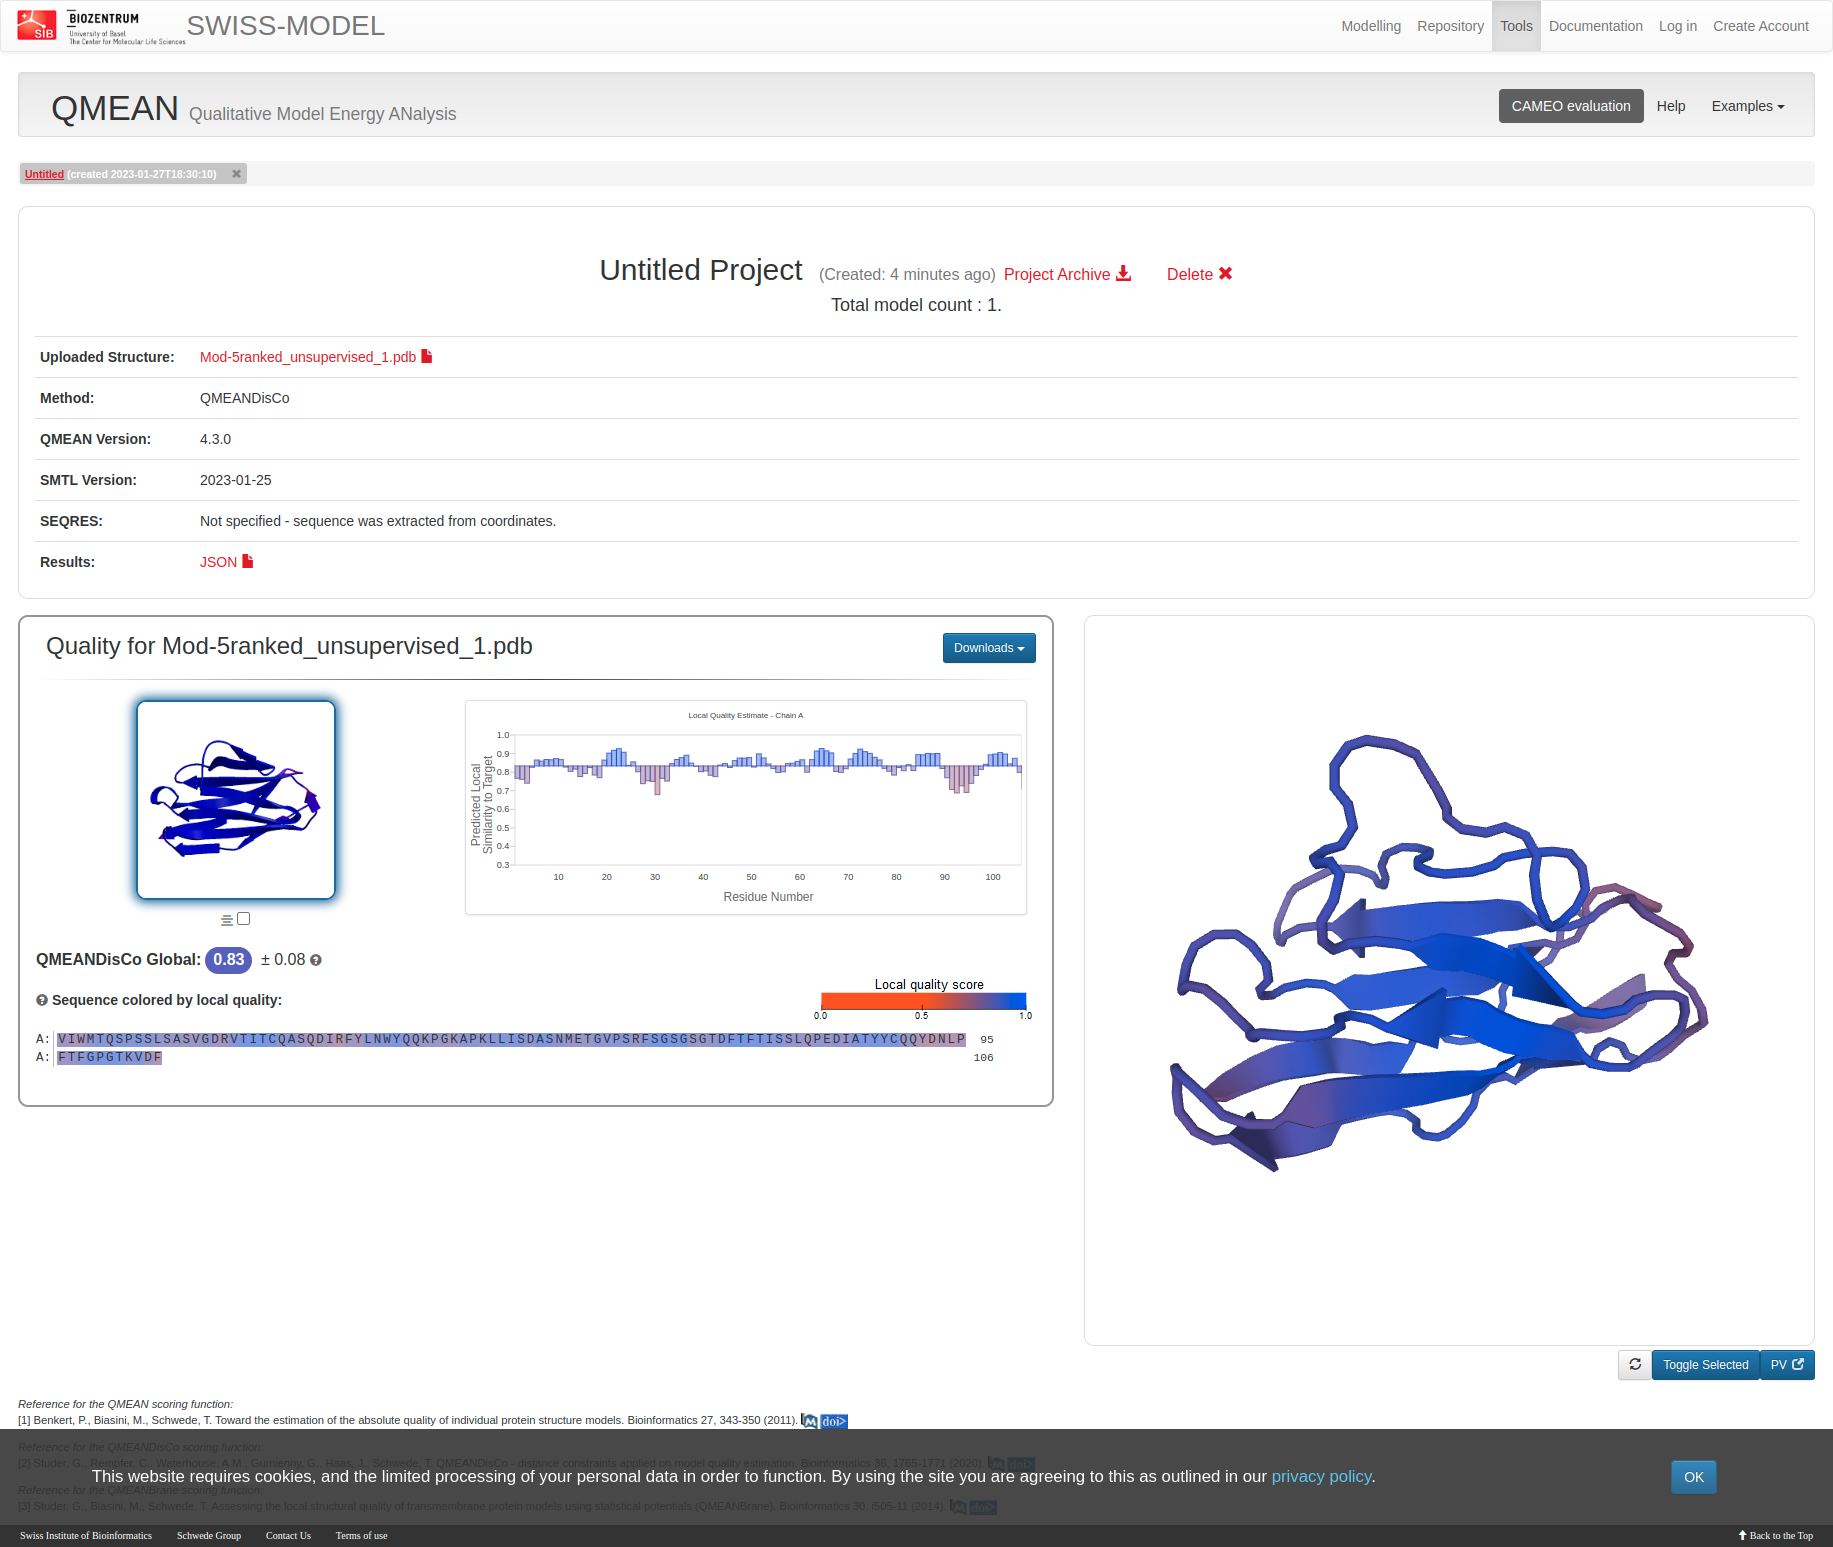 SIB
BIOZENTRUM
University of Basel
The Center for Molecular Life Sciences
SWISS-MODEL
Modelling Repository Tools Documentation Log in Create Account
QMEAN Qualitative Model Energy ANalysis
CAMEO evaluation Help Examples
Untitled (created 2023-01-27T18:30:10)
Untitled Project (Created: 4 minutes ago) Project Archive Delete
Total model count : 1.
Uploaded Structure: Mod-5ranked_unsupervised_1.pdb
Method: QMEANDisCo
QMEAN Version: 4.3.0
SMTL Version: 2023-01-25
SEQRES: Not specified - sequence was extracted from coordinates.
Results: JSON
Quality for Mod-5ranked_unsupervised_1.pdb
Downloads
Local Quality Estimate - Chain A
Predicted Local
Similarity to Target
1.0
0.9
0.8
0.7
0.6
0.5
0.4
0.3
10 20 30 40 50 60 70 80 90 100
Residue Number
QMEANDisCo Global: 0.83 ± 0.08
Sequence colored by local quality:
Local quality score
0.0 0.5 1.0
A: VIWMTQSPSSLSASVGDRVTITCQASQDIRFYLNWYQQKPGKAPKLLISDASNMETGVPSRFSGSGSGTDFTFTISSLQPEDIATYYCQQYDNLP 95
A: FTFGPGTKVDF 106
Toggle Selected PV
Reference for the QMEAN scoring function:
[1] Benkert, P., Biasini, M., Schwede, T. Toward the estimation of the absolute quality of individual protein structure models. Bioinformatics 27, 343-350 (2011). M doi>
Reference for the QMEANDisCo scoring function:
[2] Studer, G., Rempfer, C., Waterhouse, A.M., Gumienny, G., Haas, J., Schwede, T. QMEANDisCo - distance constraints applied on model quality estimation. Bioinformatics 36, 1765-1771 (2020). M doi>
This website requires cookies, and the limited processing of your personal data in order to function. By using the site you are agreeing to this as outlined in our privacy policy. OK
Reference for the QMEANBrane scoring function:
[3] Studer, G., Biasini, M., Schwede, T. Assessing the local structural quality of transmembrane protein models using statistical potentials (QMEANBrane). Bioinformatics 30, i505-11 (2014). M doi>
Swiss Institute of Bioinformatics Schwede Group Contact Us Terms of use Back to the Top